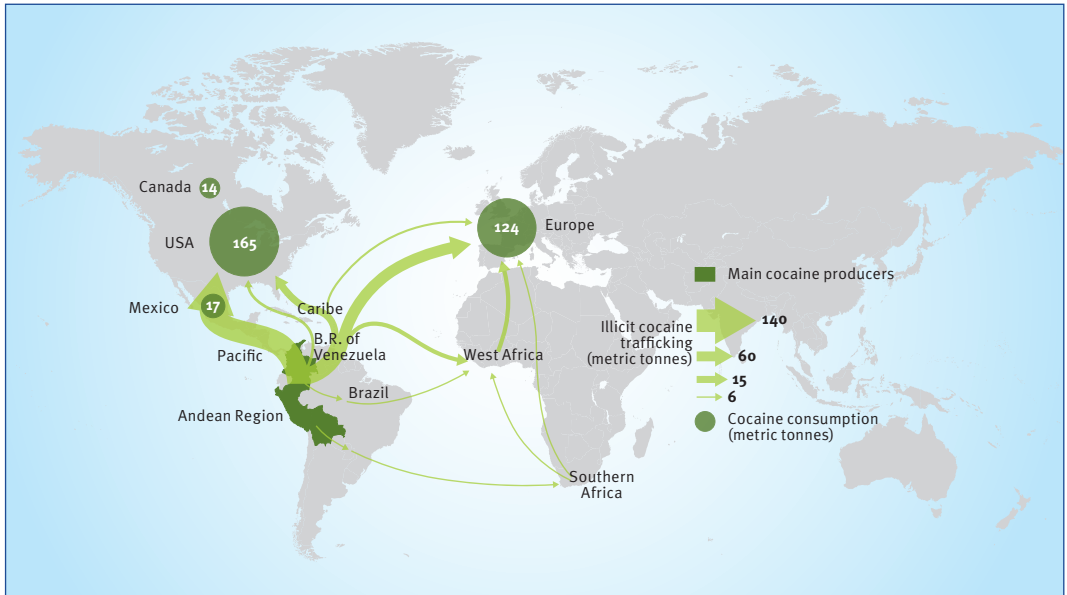 Canada
14
USA
165
124
Europe
Mexico
17
Caribe
Pacific
B.R. of
Venezuela
West Africa
Brazil
Andean Region
Southern
Africa
Main cocaine producers
Illicit cocaine
trafficking
(metric tonnes)
140
60
15
6
Cocaine consumption
(metric tonnes)